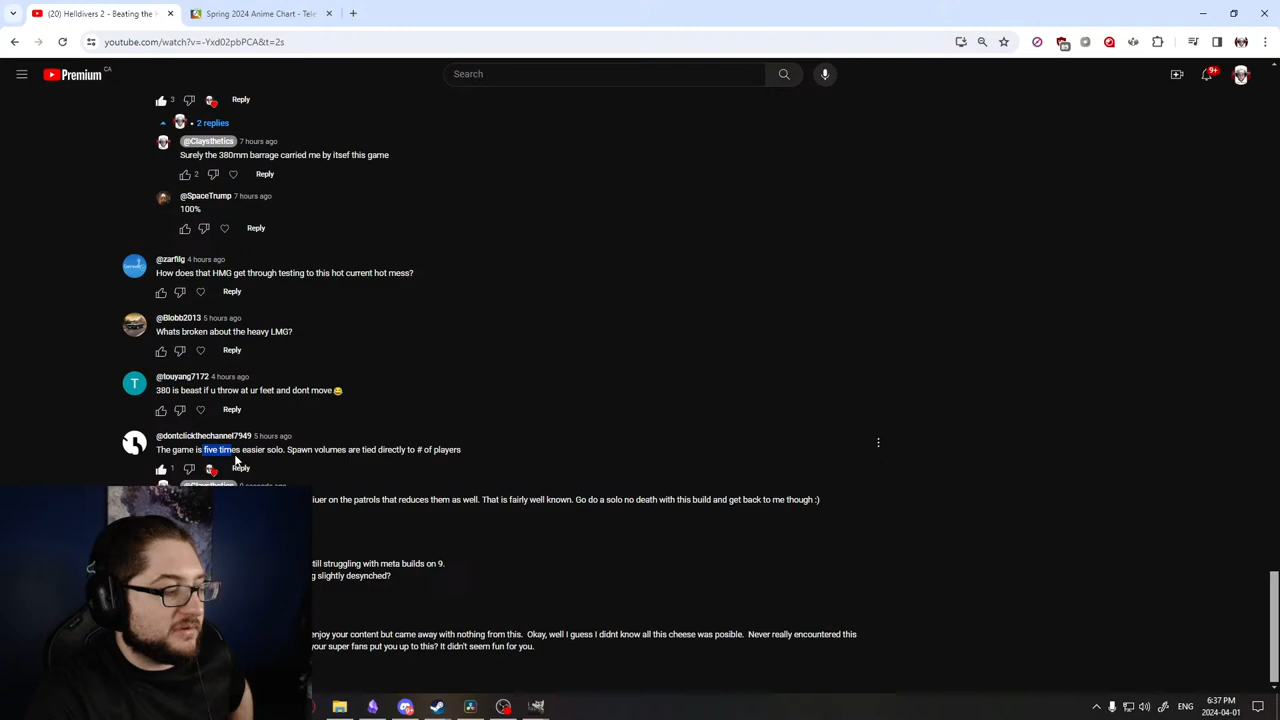 (20) Helldivers 2 - Beating the H
Spring 2024 Anime Chart - Tele
youtube.com/watch?v=-Yxd02pbPCA&t=2s
89
Premium CA
Search
9+
3 Reply
2 replies
@Claysthetics 7 hours ago
Surely the 380mm barrage carried me by itsef this game
2 Reply
@SpaceTrump 7 hours ago
100%
Reply
@zarfilg 4 hours ago
How does that HMG get through testing to this hot current hot mess?
Reply
@Blobb2013 5 hours ago
Whats broken about the heavy LMG?
Reply
T
@touyang7172 4 hours ago
380 is beast if u throw at ur feet and dont move
Reply
@dontclickthechannel7949 5 hours ago
The game is five times easier solo. Spawn volumes are tied directly to # of players
1 Reply
@Claysthetics 0 seconds ago
on the patrols that reduces them as well. That is fairly well known. Go do a solo no death with this build and get back to me though :)
still struggling with meta builds on 9.
slightly desynched?
enjoy your content but came away with nothing from this. Okay, well I guess I didnt know all this cheese was posible. Never really encountered this
your super fans put you up to this? It didn't seem fun for you.
ENG
6:37 PM
2024-04-01